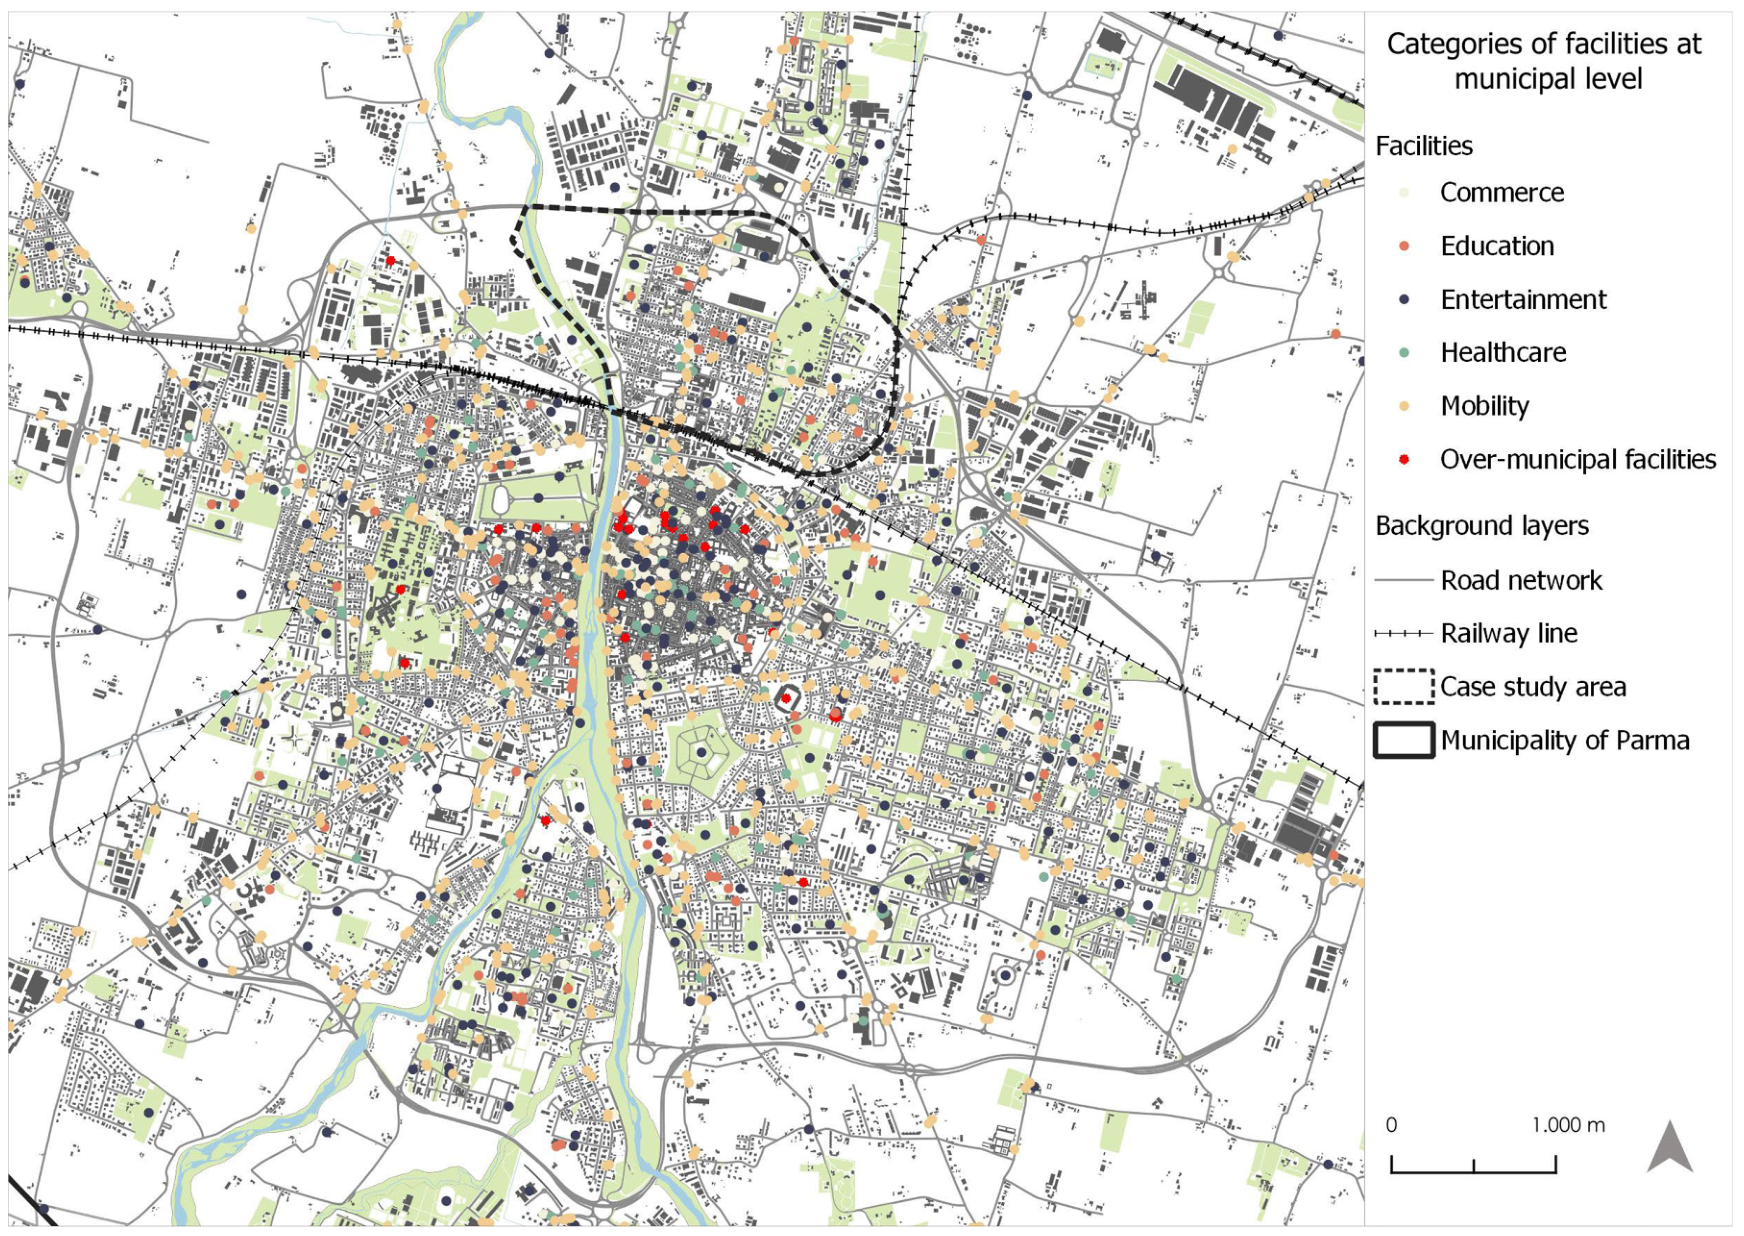 Categories of facilities at
municipal level
Facilities
Commerce
Education
Entertainment
Healthcare
Mobility
Over-municipal facilities
Background layers
Road network
Railway line
Case study area
Municipality of Parma
0 1.000 m